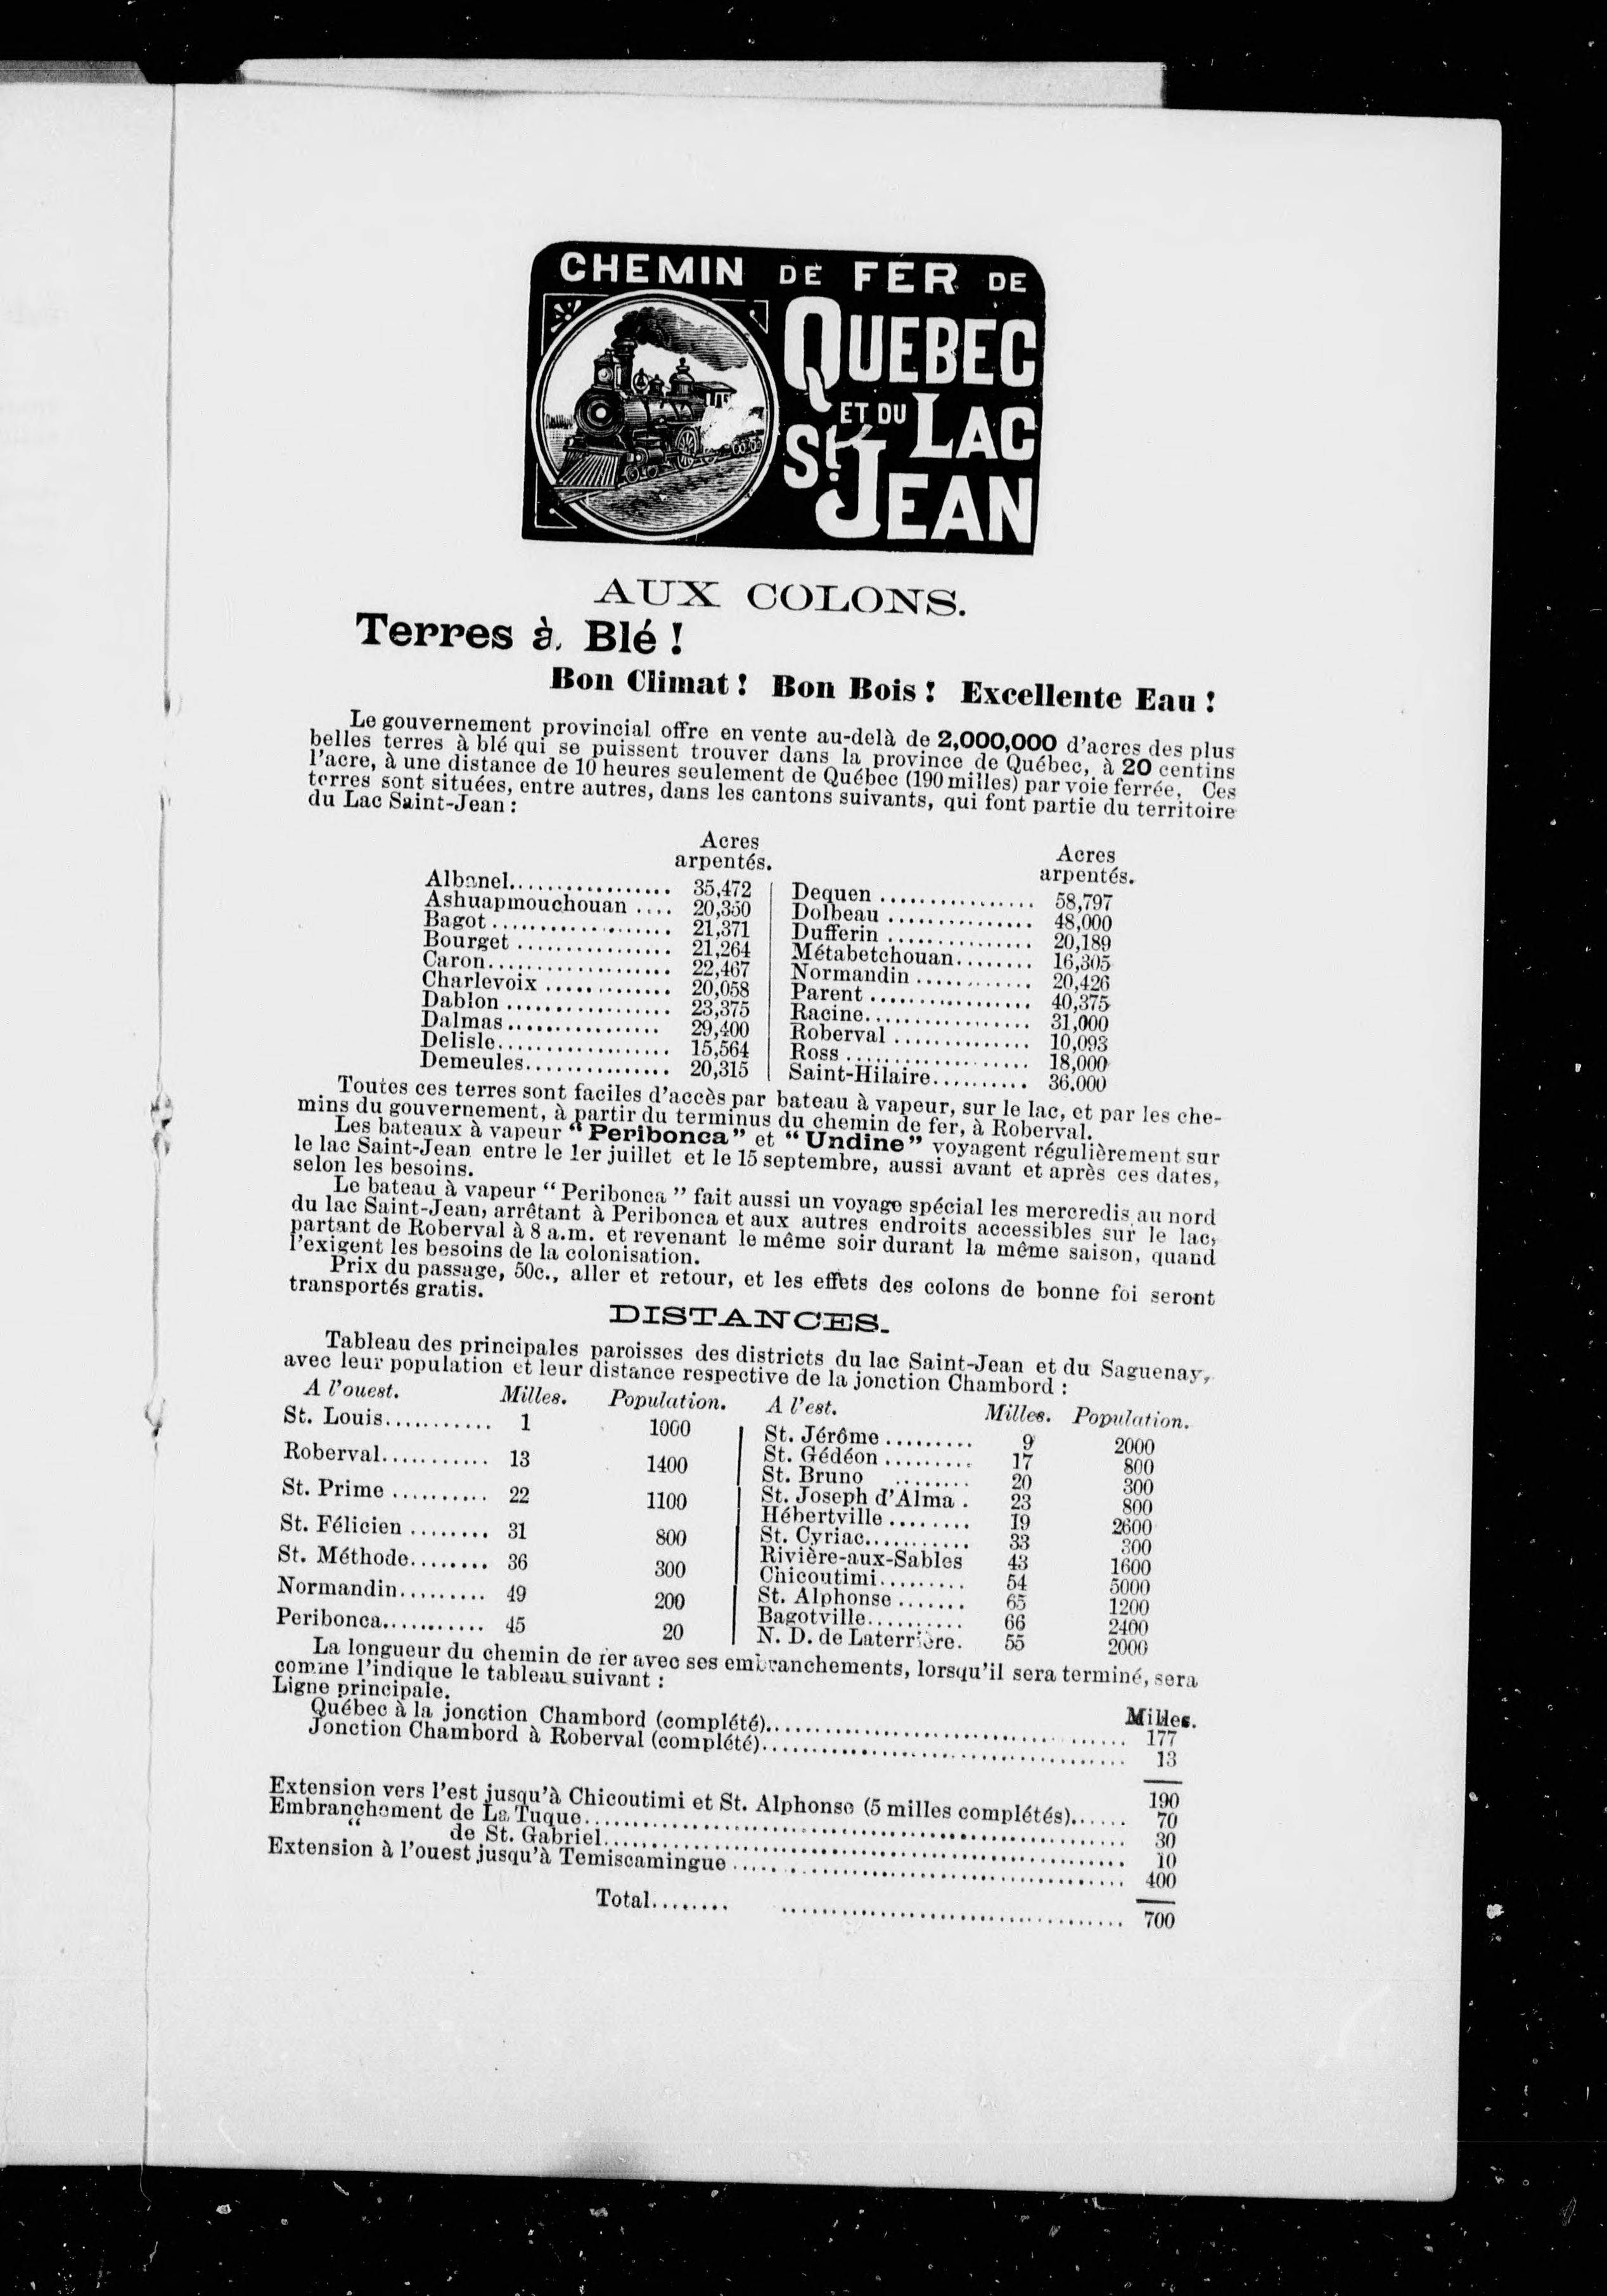 CHEMIN DE FER DE
QUEBEC
ET DU LAC
St. JEAN
AUX COLONS.
Terres à Blé !
Bon Climat ! Bon Bois ! Excellente Eau !
Le gouvernement provincial offre en vente au-delà de 2,000,000 d'acres des plus
belles terres à blé qui se puissent trouver dans la province de Québec, à 20 centins
l'acre, à une distance de 10 heures seulement de Québec (190 milles) par voie ferrée. Ces
terres sont situées, entre autres, dans les cantons suivants, qui font partie du territoire
du Lac Saint-Jean :
Acres
arpentés.
Albanel................. 35,472
Ashuapmouchouan .... 20,350
Bagot................... 21,371
Bourget ................ 21,264
Caron................... 22,467
Charlevoix ............. 20,058
Dablon ................. 23,375
Dalmas................ 29,400
Delisle.................. 15,564
Demeules............... 20,315
Acres
arpentés.
Dequen ................ 58,797
Dolbeau ............... 48,000
Dufferin ............... 20,189
Métabetchouan........ 16,305
Normandin ............ 20,426
Parent ................. 40,375
Racine................. 31,000
Roberval .............. 10,093
Ross ................... 18,000
Saint-Hilaire.......... 36.000
Toutes ces terres sont faciles d'accès par bateau à vapeur, sur le lac, et par les che-
mins du gouvernement, à partir du terminus du chemin de fer, à Roberval.
Les bateaux à vapeur "Peribonca" et "Undine" voyagent régulièrement sur
le lac Saint-Jean entre le 1er juillet et le 15 septembre, aussi avant et après ces dates,
selon les besoins.
Le bateau à vapeur "Peribonca" fait aussi un voyage spécial les mercredis au nord
du lac Saint-Jean, arrêtant à Peribonca et aux autres endroits accessibles sur le lac,
partant de Roberval à 8 a.m. et revenant le même soir durant la même saison, quand
l'exigent les besoins de la colonisation.
Prix du passage, 50c., aller et retour, et les effets des colons de bonne foi seront
transportés gratis.
DISTANCES.
Tableau des principales paroisses des districts du lac Saint-Jean et du Saguenay,
avec leur population et leur distance respective de la jonction Chambord :
A l'ouest. Milles. Population.
St. Louis........... 1 1000
Roberval........... 13 1400
St. Prime .......... 22 1100
St. Félicien ........ 31 800
St. Méthode........ 36 300
Normandin......... 49 200
Peribonca........... 45 20
A l'est. Milles. Population.
St. Jérôme ......... 9 2000
St. Gédéon ......... 17 800
St. Bruno ........ 20 300
St. Joseph d'Alma . 23 800
Hébertville ........ 19 2600
St. Cyriac........... 33 300
Rivière-aux-Sables 43 1600
Chicoutimi......... 54 5000
St. Alphonse ....... 65 1200
Bagotville.......... 66 2400
N. D. de Laterrière. 55 2000
La longueur du chemin de fer avec ses embranchements, lorsqu'il sera terminé, sera
comme l'indique le tableau suivant :
Ligne principale. Milles.
Québec à la jonction Chambord (complété)........ 177
Jonction Chambord à Roberval (complété)........ 13
190
Extension vers l'est jusqu'à Chicoutimi et St. Alphonse (5 milles complétés)...... 70
Embranchement de La Tuque........ 30
" de St. Gabriel........ 10
Extension à l'ouest jusqu'à Temiscamingue ........ 400
Total........ 700